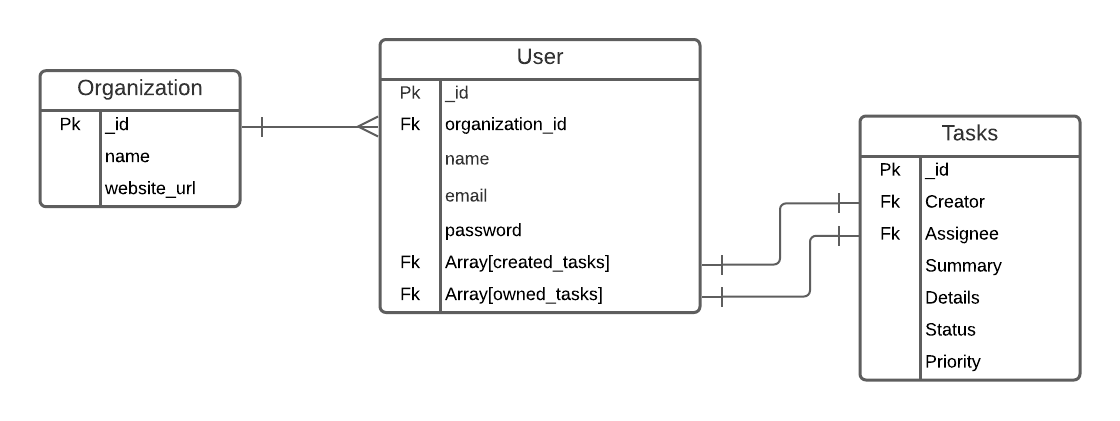 Organization
Pk _id
name
website_url
User
Pk _id
Fk organization_id
name
email
password
Fk Array[created_tasks]
Fk Array[owned_tasks]
Tasks
Pk _id
Fk Creator
Fk Assignee
Summary
Details
Status
Priority